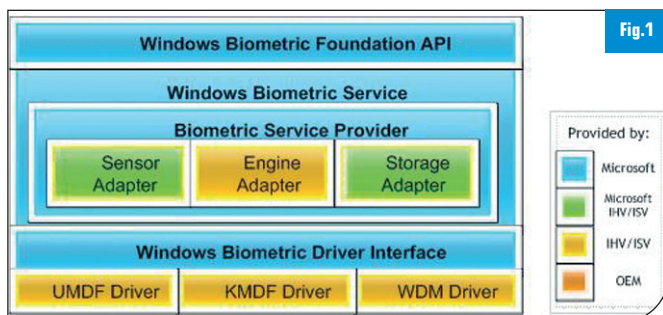 Fig.1
Windows Biometric Foundation API
Windows Biometric Service
Biometric Service Provider
Sensor
Adapter
Engine
Adapter
Storage
Adapter
Windows Biometric Driver Interface
UMDF Driver
KMDF Driver
WDM Driver
Provided by:
Microsoft
Microsoft
IHV/ISV
IHV/ISV
OEM